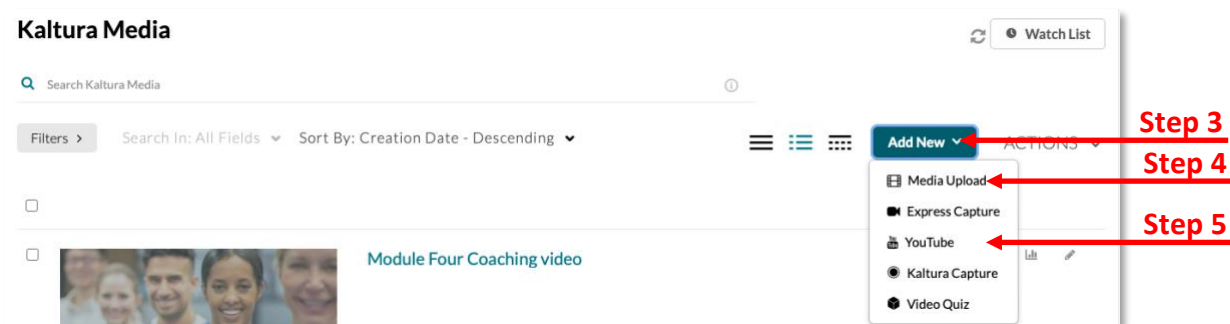 Kaltura Media
Watch List
Search Kaltura Media
Filters > Search In: All Fields Sort By: Creation Date - Descending Add New ACTIONS Step 3
Media Upload Step 4
Express Capture
YouTube Step 5
Module Four Coaching video
Kaltura Capture
Video Quiz